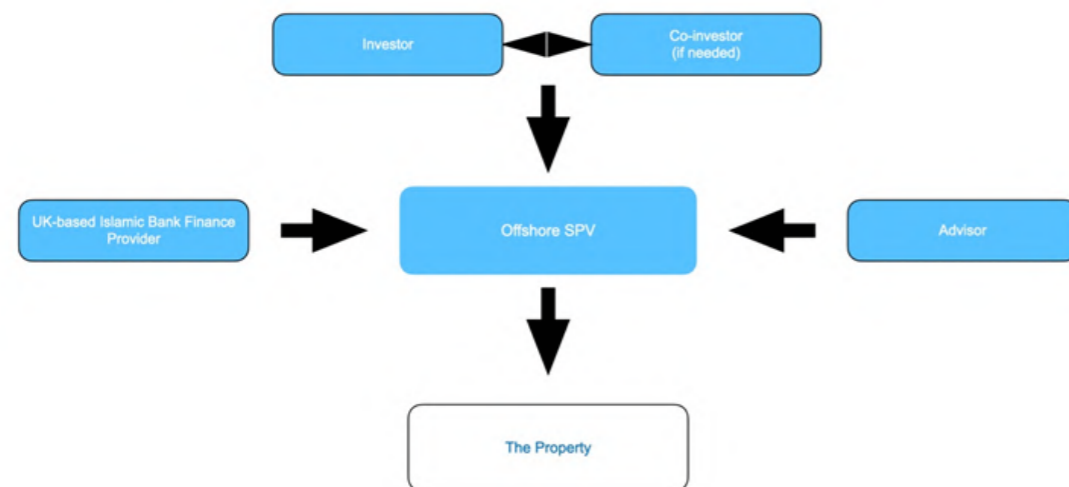 Investor
Co-investor
(if needed)
UK-based Islamic Bank Finance
Provider
Offshore SPV
Advisor
The Property